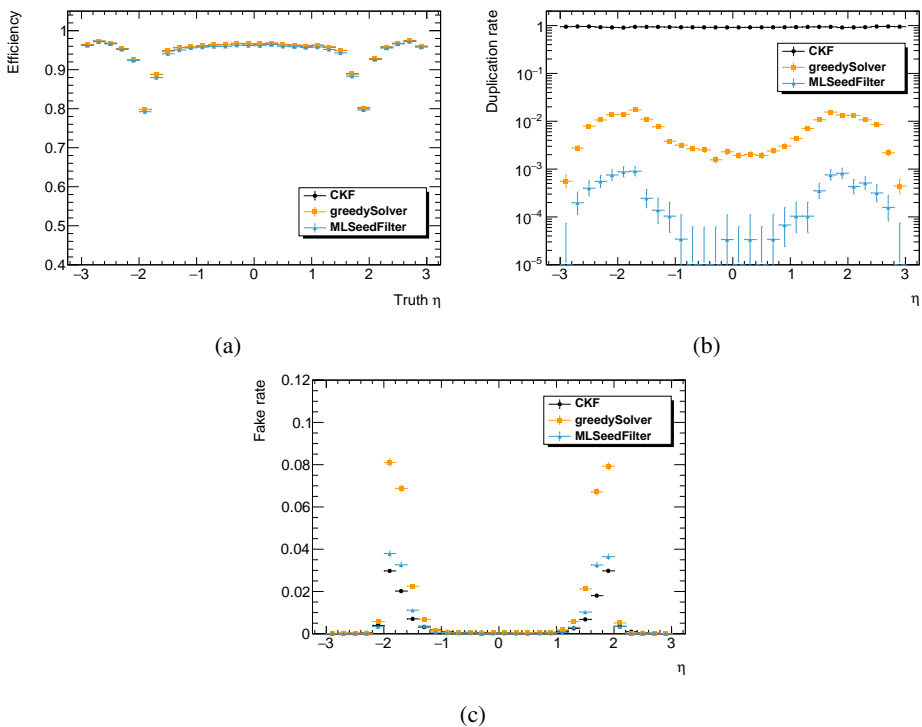 Efficiency
1
0.9
0.8
0.7
0.6
0.5
0.4
CKF
greedySolver
MLSeedFilter
−3 −2 −1 0 1 2 3
Truth η
(a)
Duplication rate
1
10−1
10−2
10−3
10−4
10−5
CKF
greedySolver
MLSeedFilter
−3 −2 −1 0 1 2 3
η
(b)
Fake rate
0.12
0.1
0.08
0.06
0.04
0.02
0
CKF
greedySolver
MLSeedFilter
−3 −2 −1 0 1 2 3
η
(c)